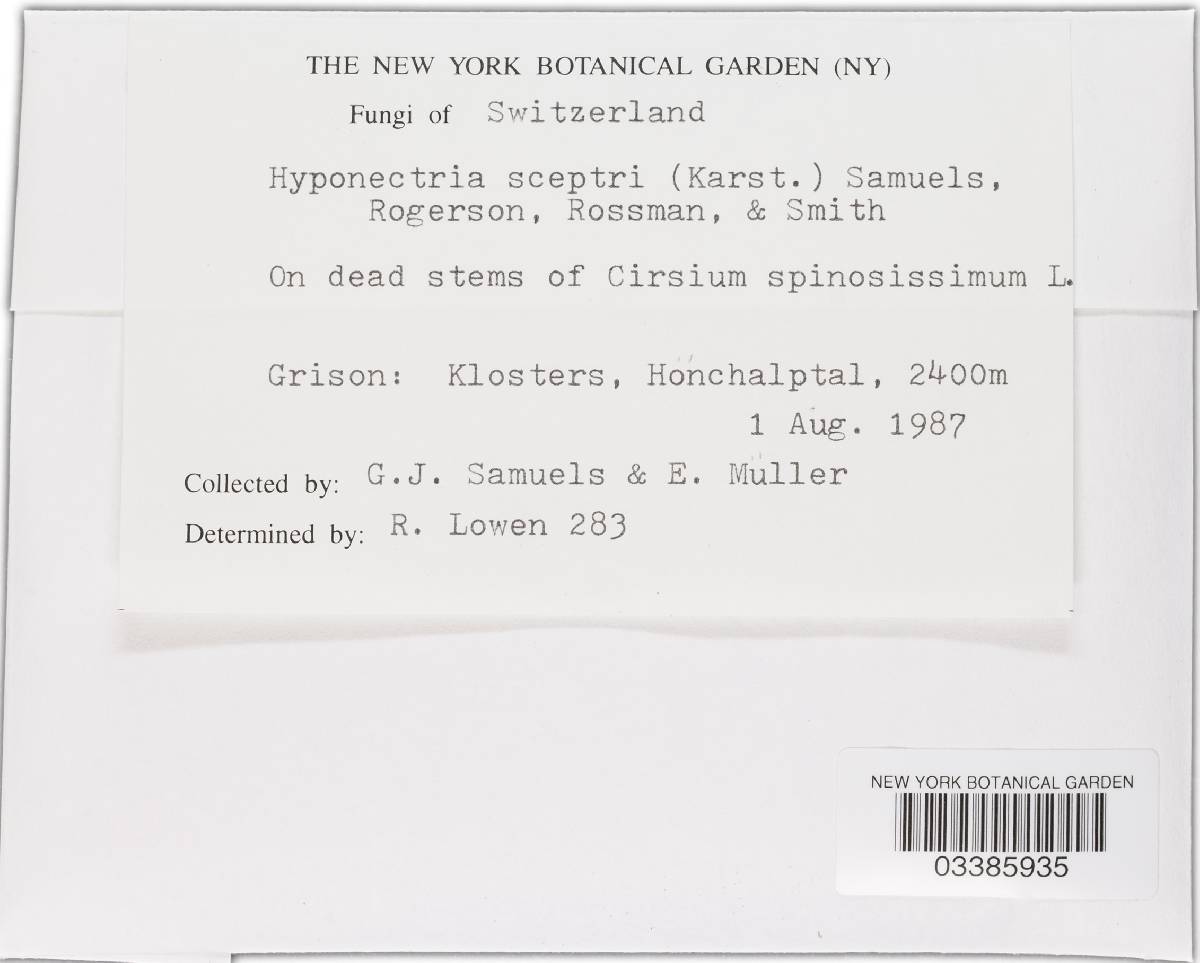 THE NEW YORK BOTANICAL GARDEN (NY)
Fungi of Switzerland
Hyponectria sceptri (Karst.) Samuels,
Rogerson, Rossman, & Smith
On dead stems of Cirsium spinosissimum L.
Grison: Klosters, Hönchalptal, 2400m
1 Aug. 1987
Collected by: G.J. Samuels & E. Müller
Determined by: R. Lowen 283
NEW YORK BOTANICAL GARDEN
03385935